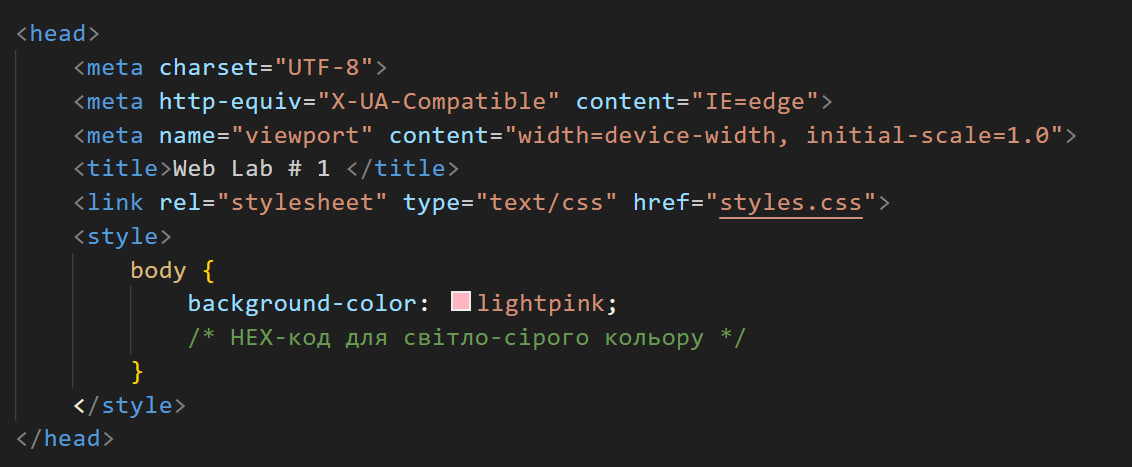 <head>
<meta charset="UTF-8">
<meta http-equiv="X-UA-Compatible" content="IE=edge">
<meta name="viewport" content="width=device-width, initial-scale=1.0">
<title>Web Lab # 1 </title>
<link rel="stylesheet" type="text/css" href="styles.css">
<style>
body {
background-color: lightpink;
/* HEX-код для світло-сірого кольору */
}
</style>
</head>